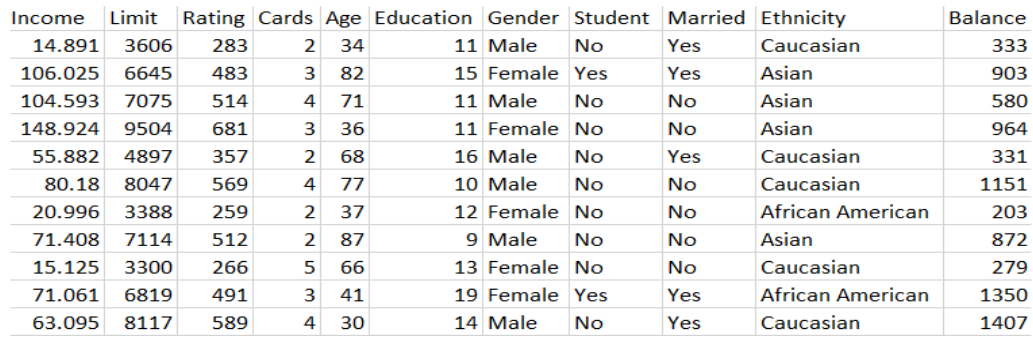 Income Limit Rating Cards Age Education Gender Student Married Ethnicity Balance
14.891 3606 283 2 34 11 Male No Yes Caucasian 333
106.025 6645 483 3 82 15 Female Yes Yes Asian 903
104.593 7075 514 4 71 11 Male No No Asian 580
148.924 9504 681 3 36 11 Female No No Asian 964
55.882 4897 357 2 68 16 Male No Yes Caucasian 331
80.18 8047 569 4 77 10 Male No No Caucasian 1151
20.996 3388 259 2 37 12 Female No No African American 203
71.408 7114 512 2 87 9 Male No No Asian 872
15.125 3300 266 5 66 13 Female No No Caucasian 279
71.061 6819 491 3 41 19 Female Yes Yes African American 1350
63.095 8117 589 4 30 14 Male No Yes Caucasian 1407